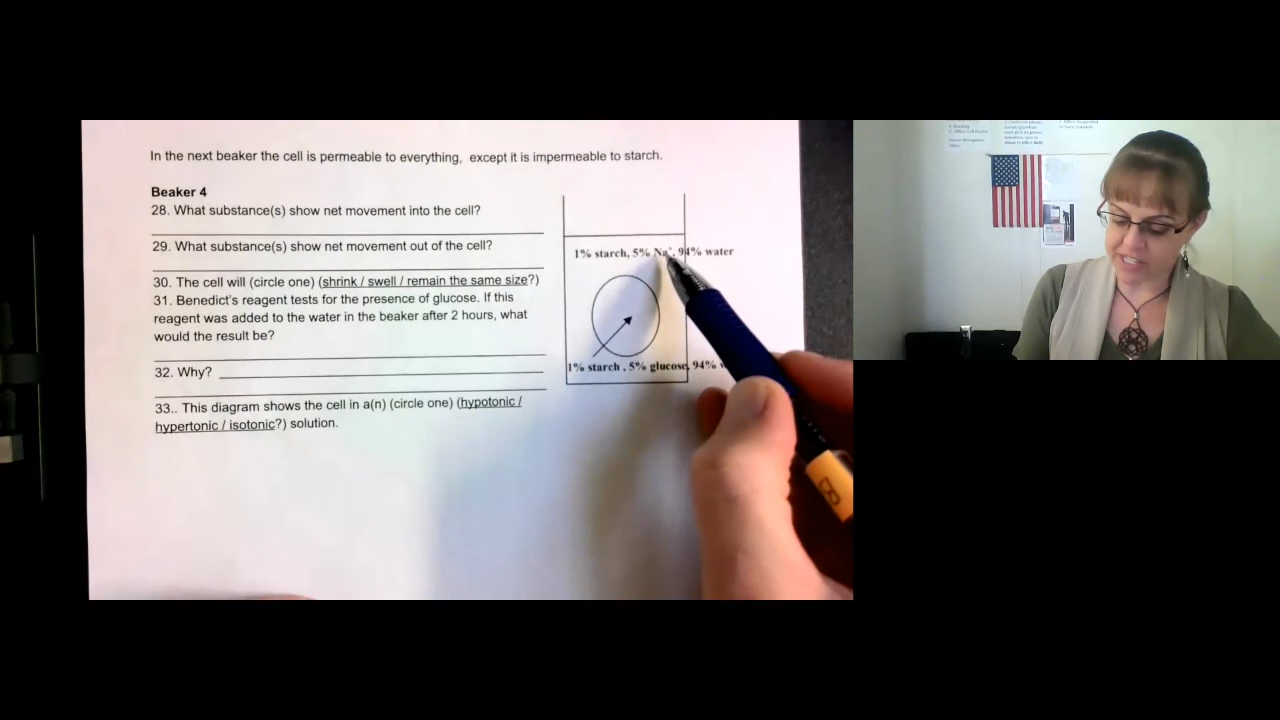 In the next beaker the cell is permeable to everything, except it is impermeable to starch.
Beaker 4
28. What substance(s) show net movement into the cell?
29. What substance(s) show net movement out of the cell?
30. The cell will (circle one) (shrink / swell / remain the same size?)
31. Benedict's reagent tests for the presence of glucose. If this
reagent was added to the water in the beaker after 2 hours, what
would the result be?
32. Why?
33.. This diagram shows the cell in a(n) (circle one) (hypotonic /
hypertonic / isotonic?) solution.
1% starch, 5% Na+, 94% water
1% starch , 5% glucose, 94%